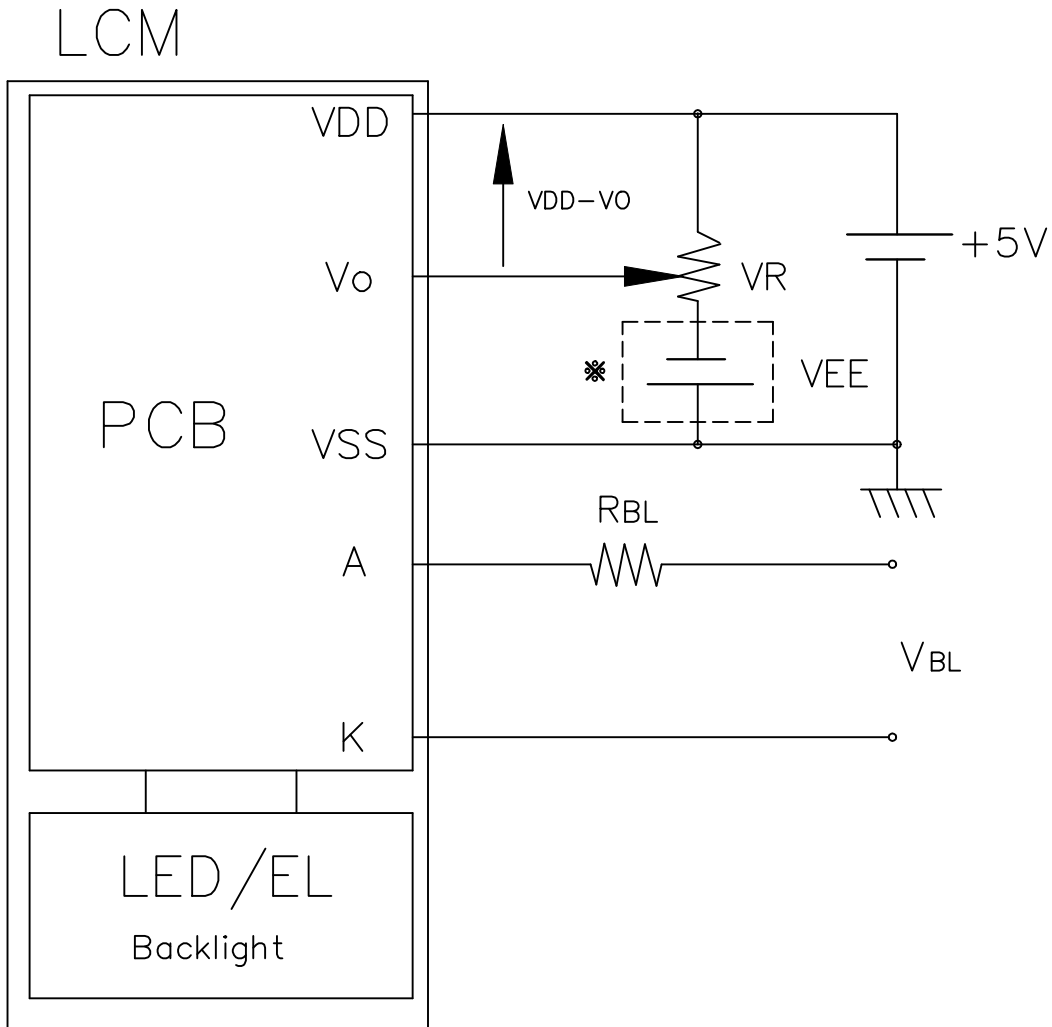 LCM
VDD
VDD-VO
+5V
Vo
VR
※
VEE
PCB
VSS
RBL
A
VBL
K
LED/EL
Backlight